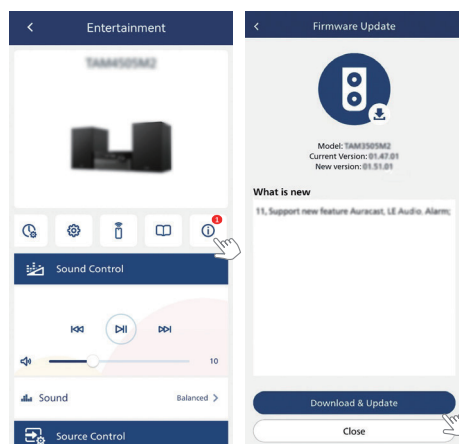 Entertainment
TAM4505M2
1
Sound Control
10
Sound
Balanced
Source Control
Firmware Update
Model: TAM3505M2
Current Version: 01.47.01
New version: 01.51.01
What is new
11, Support new feature Auracast, LE Audio, Alarm;
Download & Update
Close